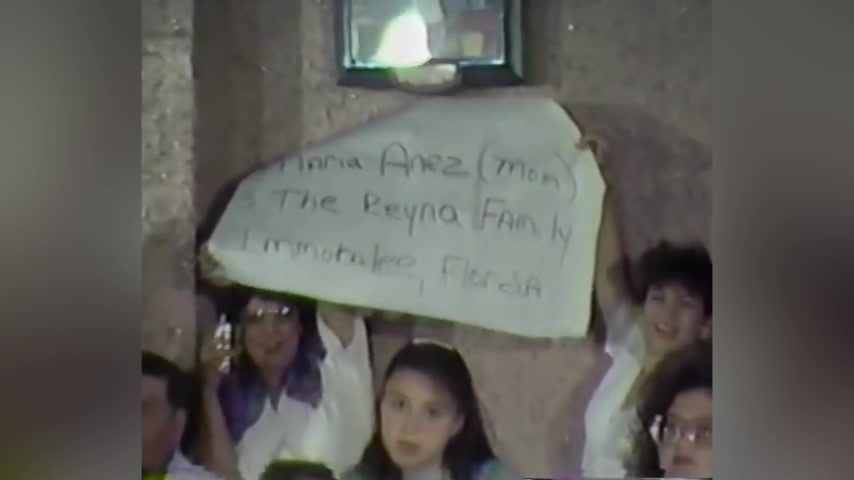 Maria Anez (Mom)
& The Reyna Family
Immokalee, Florida